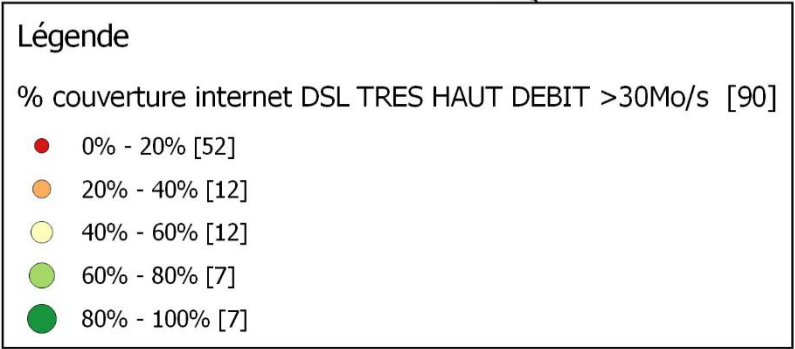 Légende
% couverture internet DSL TRES HAUT DEBIT >30Mo/s [90]
0% - 20% [52]
20% - 40% [12]
40% - 60% [12]
60% - 80% [7]
80% - 100% [7]